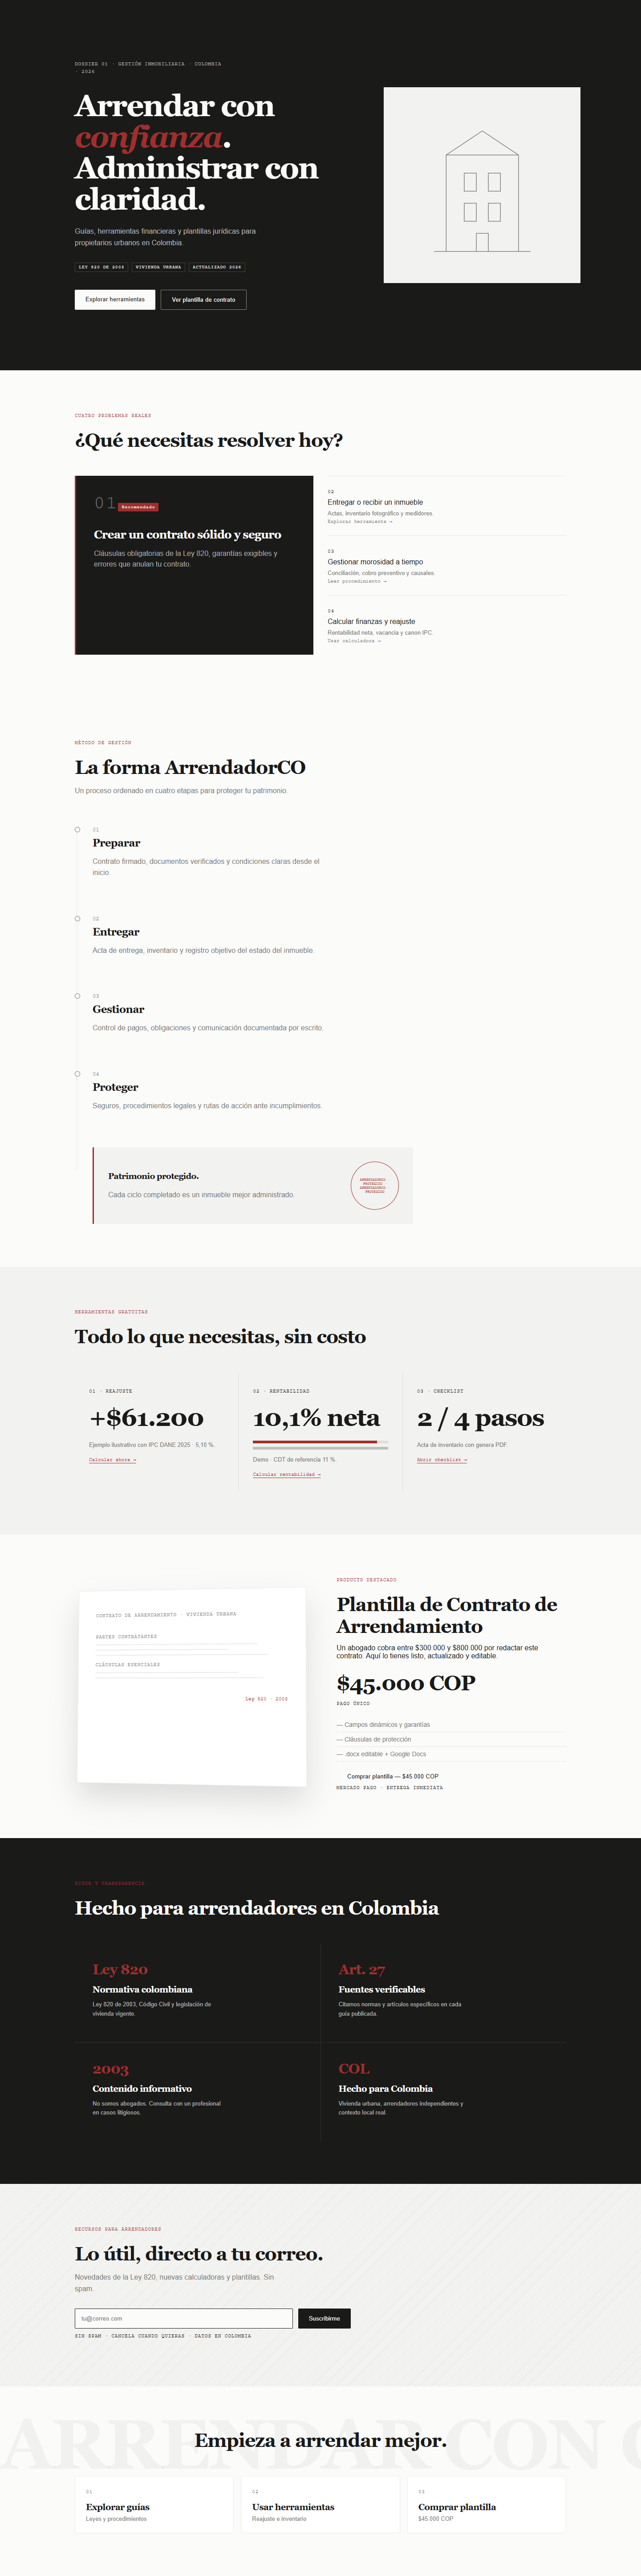 DOSSIER 01 · GESTIÓN INMOBILIARIA · COLOMBIA
· 2026
Arrendar con
confianza.
Administrar con
claridad.
Guías, herramientas financieras y plantillas jurídicas para
propietarios urbanos en Colombia.
LEY 820 DE 2003
VIVIENDA URBANA
ACTUALIZADO 2026
Explorar herramientas
Ver plantilla de contrato
CUATRO PROBLEMAS REALES
¿Qué necesitas resolver hoy?
01
Recomendado
Crear un contrato sólido y seguro
Cláusulas obligatorias de la Ley 820, garantías exigibles y
errores que anulan tu contrato.
02
Entregar o recibir un inmueble
Actas, inventario fotográfico y medidores.
Explorar herramienta →
03
Gestionar morosidad a tiempo
Conciliación, cobro preventivo y causales.
Leer procedimiento →
04
Calcular finanzas y reajuste
Rentabilidad neta, vacancia y canon IPC.
Usar calculadora →
MÉTODO DE GESTIÓN
La forma ArrendadorCO
Un proceso ordenado en cuatro etapas para proteger tu patrimonio.
01
Preparar
Contrato firmado, documentos verificados y condiciones claras desde el
inicio.
02
Entregar
Acta de entrega, inventario y registro objetivo del estado del inmueble.
03
Gestionar
Control de pagos, obligaciones y comunicación documentada por escrito.
04
Proteger
Seguros, procedimientos legales y rutas de acción ante incumplimientos.
Patrimonio protegido.
Cada ciclo completado es un inmueble mejor administrado.
ARRENDADORCO
PROTEGIDO
ARRENDADORCO
PROTEGIDO
HERRAMIENTAS GRATUITAS
Todo lo que necesitas, sin costo
01 · REAJUSTE
+$61.200
Ejemplo ilustrativo con IPC DANE 2025 · 5,10 %.
Calcular ahora →
02 · RENTABILIDAD
10,1% neta
Demo · CDT de referencia 11 %.
Calcular rentabilidad →
03 · CHECKLIST
2 / 4 pasos
Acta de inventario con genera PDF.
Abrir checklist →
CONTRATO DE ARRENDAMIENTO · VIVIENDA URBANA
PARTES CONTRATANTES
CLÁUSULAS ESENCIALES
Ley 820 · 2003
PRODUCTO DESTACADO
Plantilla de Contrato de
Arrendamiento
Un abogado cobra entre $300.000 y $800.000 por redactar este
contrato. Aquí lo tienes listo, actualizado y editable.
$45.000 COP
PAGO ÚNICO
— Campos dinámicos y garantías
— Cláusulas de protección
— .docx editable + Google Docs
Comprar plantilla — $45.000 COP
MERCADO PAGO · ENTREGA INMEDIATA
RIGOR Y TRANSPARENCIA
Hecho para arrendadores en Colombia
Ley 820
Normativa colombiana
Ley 820 de 2003, Código Civil y legislación de
vivienda vigente.
Art. 27
Fuentes verificables
Citamos normas y artículos específicos en cada
guía publicada.
2003
Contenido informativo
No somos abogados. Consulta con un profesional
en casos litigiosos.
COL
Hecho para Colombia
Vivienda urbana, arrendadores independientes y
contexto local real.
RECURSOS PARA ARRENDADORES
Lo útil, directo a tu correo.
Novedades de la Ley 820, nuevas calculadoras y plantillas. Sin
spam.
tu@correo.com
Suscribirme
SIN SPAM · CANCELA CUANDO QUIERAS · DATOS EN COLOMBIA
ARRENDAR CON C
Empieza a arrendar mejor.
01
Explorar guías
Leyes y procedimientos
02
Usar herramientas
Reajuste e inventario
03
Comprar plantilla
$45.000 COP